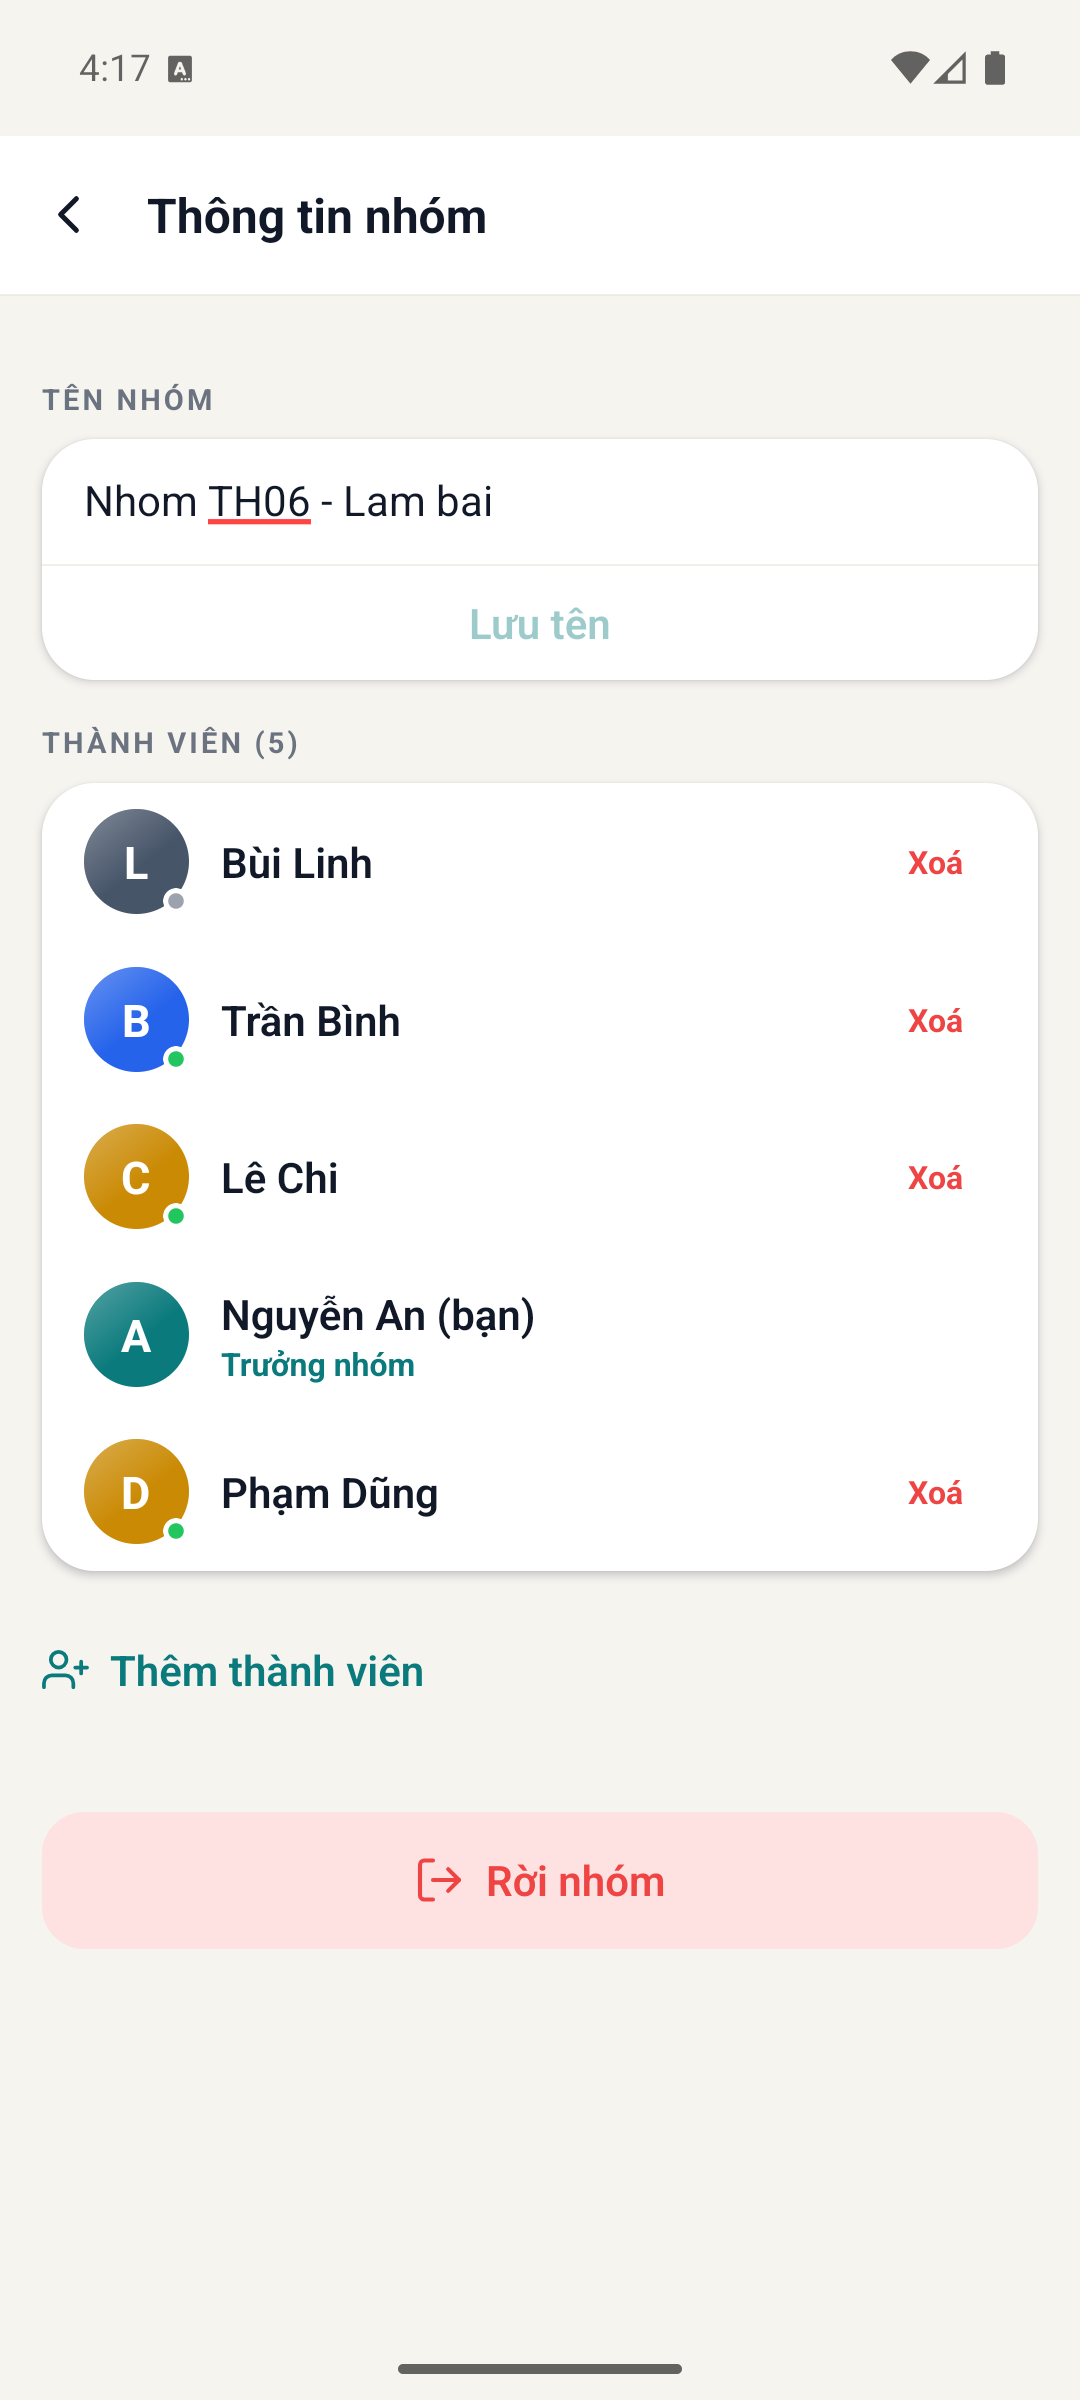 4:17
Thông tin nhóm
TÊN NHÓM
Nhom TH06 - Lam bai
Lưu tên
THÀNH VIÊN (5)
L
Bùi Linh
Xoá
B
Trần Bình
Xoá
C
Lê Chi
Xoá
A
Nguyễn An (bạn)
Trưởng nhóm
D
Phạm Dũng
Xoá
Thêm thành viên
Rời nhóm